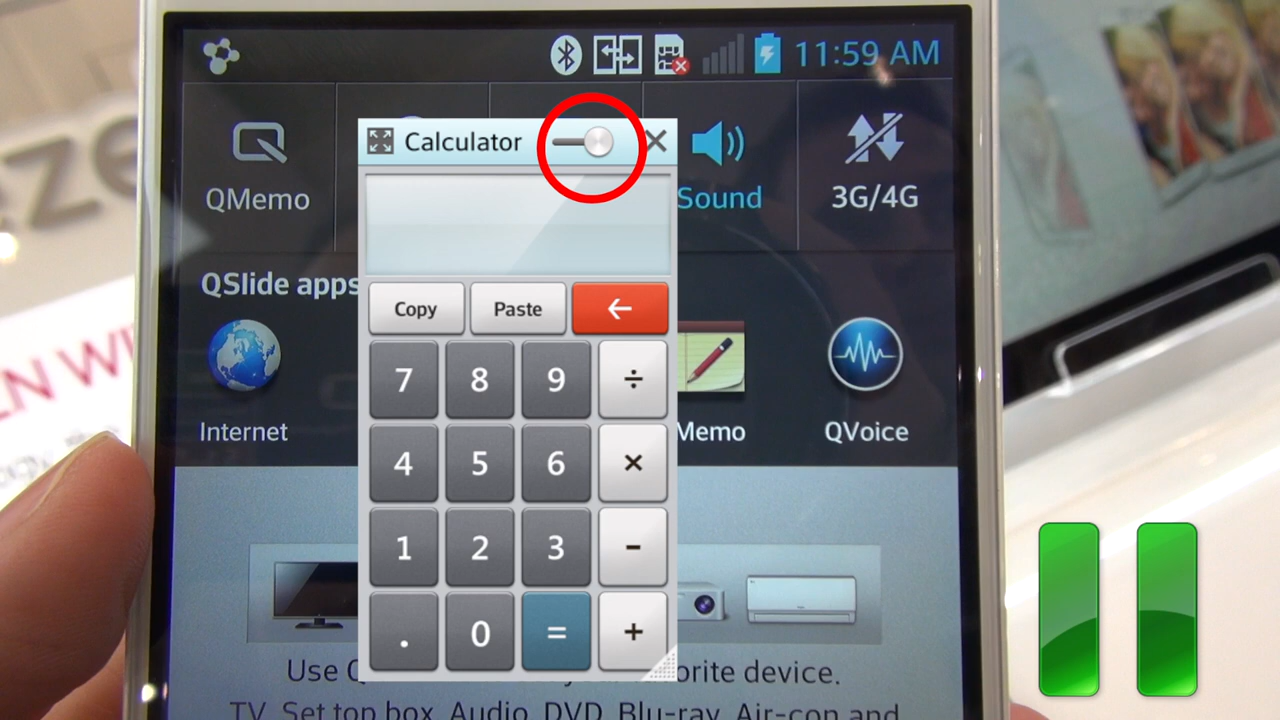 11:59 AM
QMemo
Calculator
Sound
3G/4G
QSlide apps
Copy
Paste
←
7 8 9 ÷
4 5 6 ×
1 2 3 −
. 0 = +
Internet
Memo
QVoice
Use
device.
TV, Set top box, Audio, DVD, Blu-ray, Air-con and